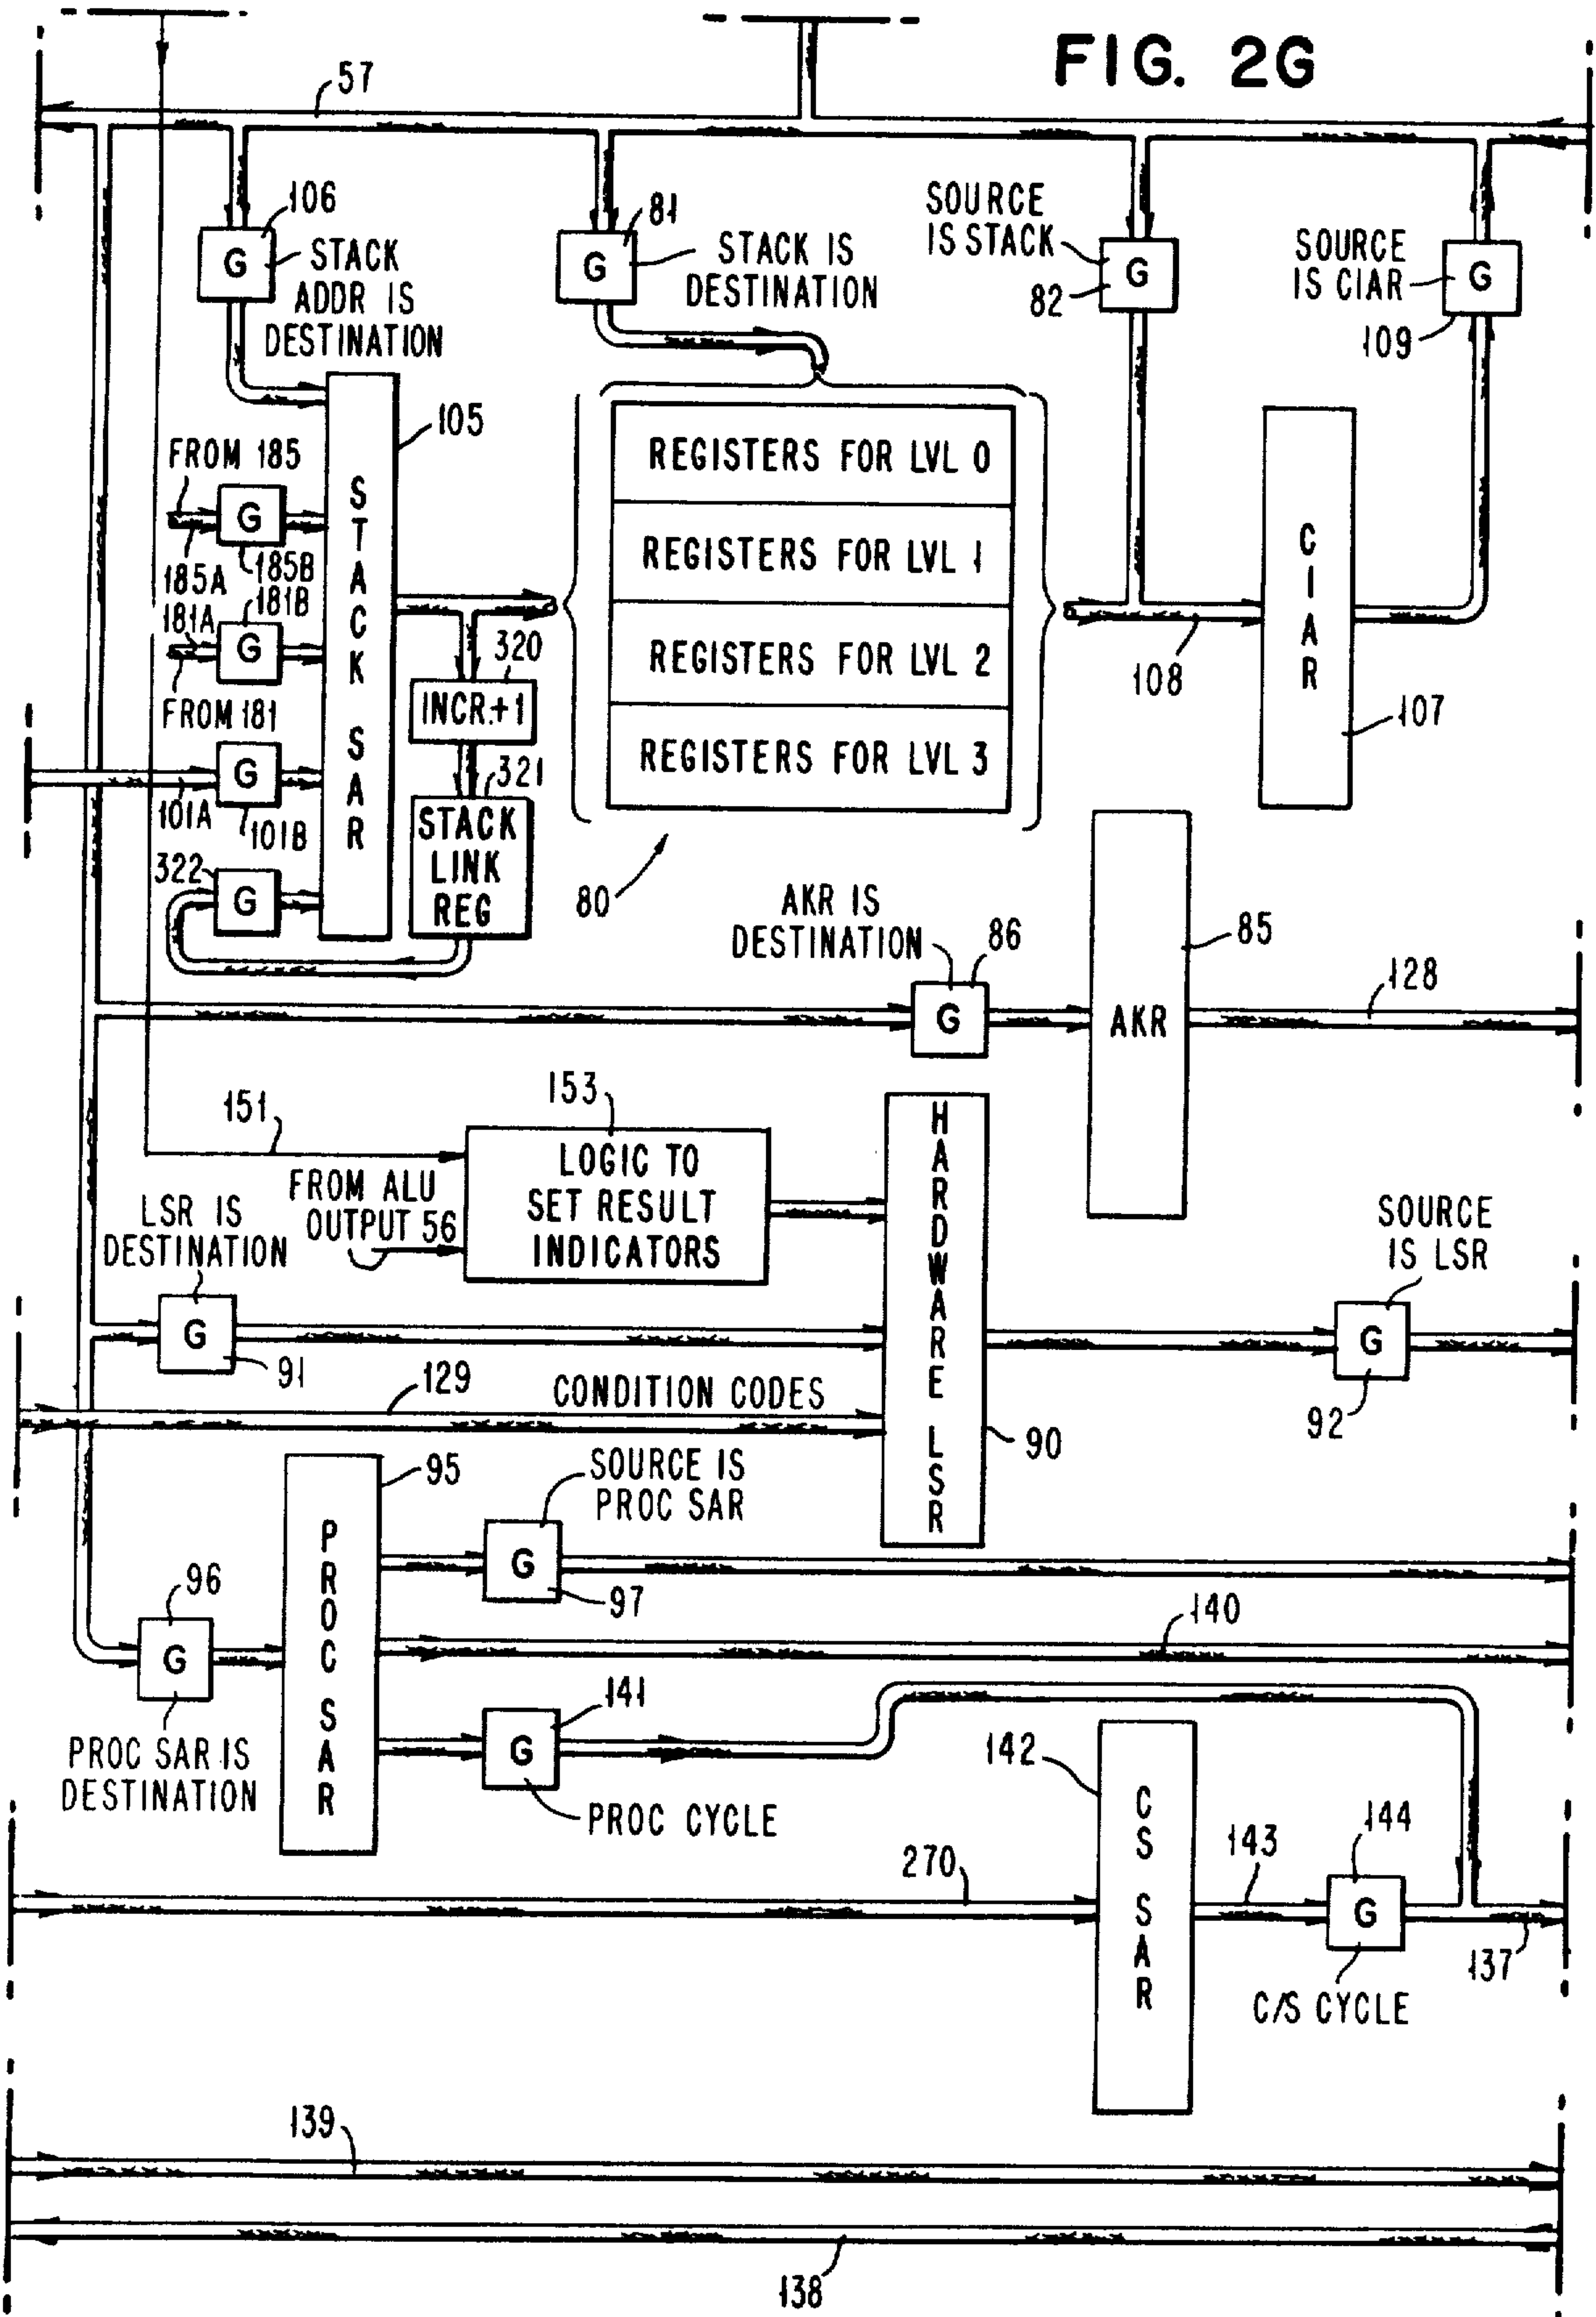 FIG. 2G
57
106
G
STACK
ADDR IS
DESTINATION
81
G
STACK IS
DESTINATION
SOURCE
IS STACK
G
82
SOURCE
IS CIAR
G
109
105
STACK SAR
FROM 185
G
185A
185B
181A
181B
G
FROM 181
G
101A
101B
322
G
320
INCR.+1
321
STACK
LINK
REG
REGISTERS FOR LVL 0
REGISTERS FOR LVL 1
REGISTERS FOR LVL 2
REGISTERS FOR LVL 3
80
108
CIAR
107
AKR IS
DESTINATION
86
G
85
AKR
128
151
153
LOGIC TO
SET RESULT
INDICATORS
FROM ALU
OUTPUT 56
HARDWARE LSR
90
LSR IS
DESTINATION
G
91
SOURCE
IS LSR
G
92
129
CONDITION CODES
95
PROC SAR
SOURCE IS
PROC SAR
G
97
96
G
PROC SAR IS
DESTINATION
140
141
G
PROC CYCLE
142
CS SAR
270
143
144
G
C/S CYCLE
137
139
138